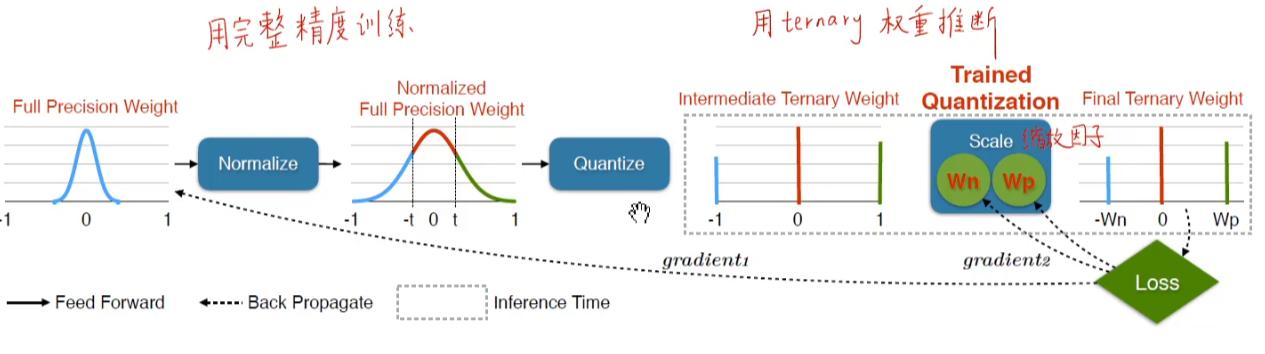 用完整精度训练
用ternary 权重推断
Full Precision Weight
Normalized
Full Precision Weight
Intermediate Ternary Weight
Trained
Quantization
Final Ternary Weight
Normalize
Quantize
Scale
缩放因子
Wn Wp
-1 0 1
-1 -t 0 t 1
-1 0 1
-Wn 0 Wp
gradient1
gradient2
Loss
Feed Forward
Back Propagate
Inference Time